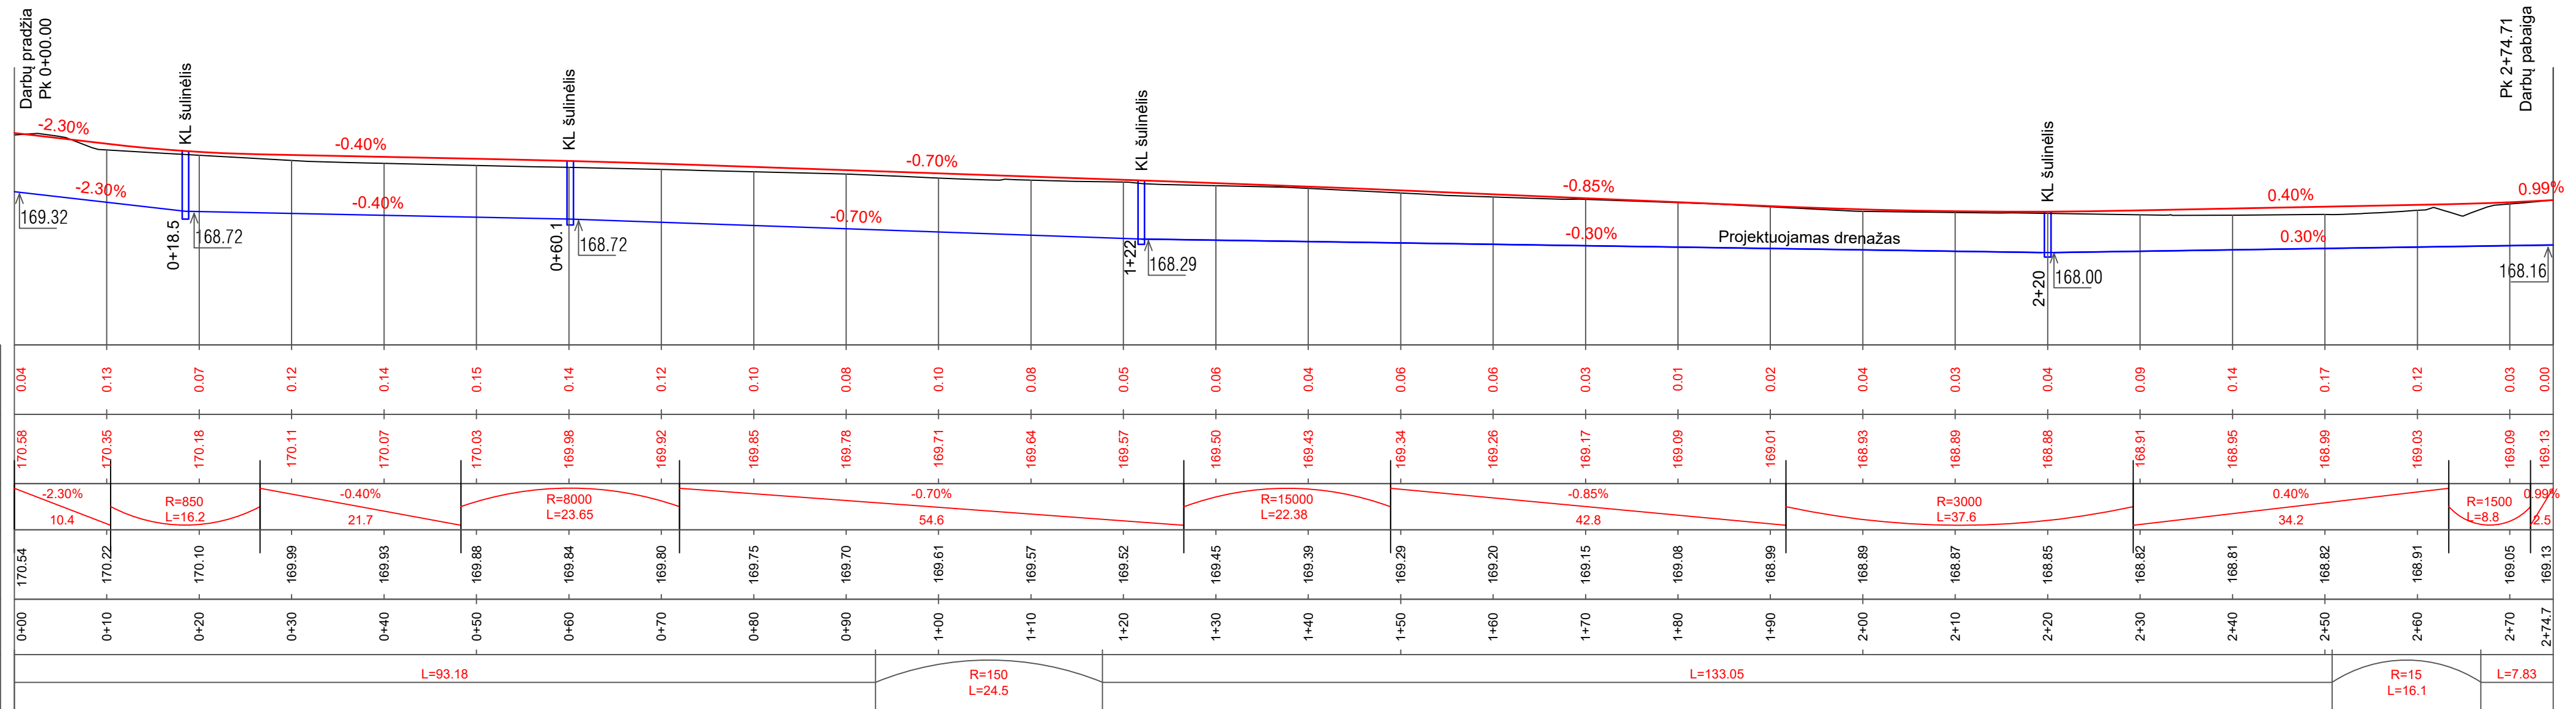 Darbų pradžia
Pk 0+00.00
KL šulinėlis
KL šulinėlis
KL šulinėlis
KL šulinėlis
Pk 2+74.71
Darbų pabaiga
-2.30%
-0.40%
-0.70%
-0.85%
0.40%
0.99%
-2.30%
-0.40%
-0.70%
-0.30%
Projektuojamas drenažas
0.30%
169.32
0+18.5
168.72
0+60.1
168.72
1+22
168.29
2+20
168.00
168.16
0.04 0.13 0.07 0.12 0.14 0.15 0.14 0.12 0.10 0.08 0.10 0.08 0.05 0.06 0.04 0.06 0.06 0.03 0.01 0.02 0.04 0.03 0.04 0.09 0.14 0.17 0.12 0.03 0.00
170.58 170.35 170.18 170.11 170.07 170.03 169.98 169.92 169.85 169.78 169.71 169.64 169.57 169.50 169.43 169.34 169.26 169.17 169.09 169.01 168.93 168.89 168.88 168.91 168.95 168.99 169.03 169.09 169.13
-2.30%
10.4
R=850
L=16.2
-0.40%
21.7
R=8000
L=23.65
-0.70%
54.6
R=15000
L=22.38
-0.85%
42.8
R=3000
L=37.6
0.40%
34.2
R=1500
L=8.8
0.99%
2.5
170.54 170.22 170.10 169.99 169.93 169.88 169.84 169.80 169.75 169.70 169.61 169.57 169.52 169.45 169.39 169.29 169.20 169.15 169.08 168.99 168.89 168.87 168.85 168.82 168.81 168.82 168.91 169.05 169.13
0+00 0+10 0+20 0+30 0+40 0+50 0+60 0+70 0+80 0+90 1+00 1+10 1+20 1+30 1+40 1+50 1+60 1+70 1+80 1+90 2+00 2+10 2+20 2+30 2+40 2+50 2+60 2+70 2+74.7
L=93.18
R=150
L=24.5
L=133.05
R=15
L=16.1
L=7.83